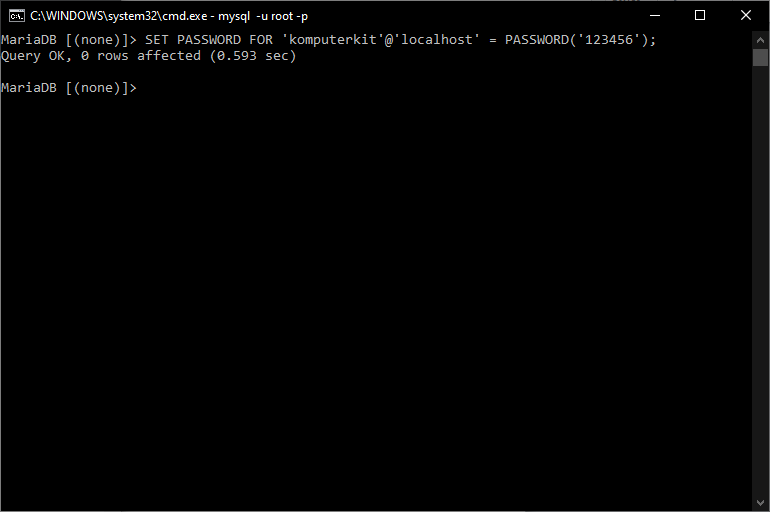 C:\WINDOWS\system32\cmd.exe - mysql -u root -p
MariaDB [(none)]> SET PASSWORD FOR 'komputerkit'@'localhost' = PASSWORD('123456');
Query OK, 0 rows affected (0.593 sec)
MariaDB [(none)]>